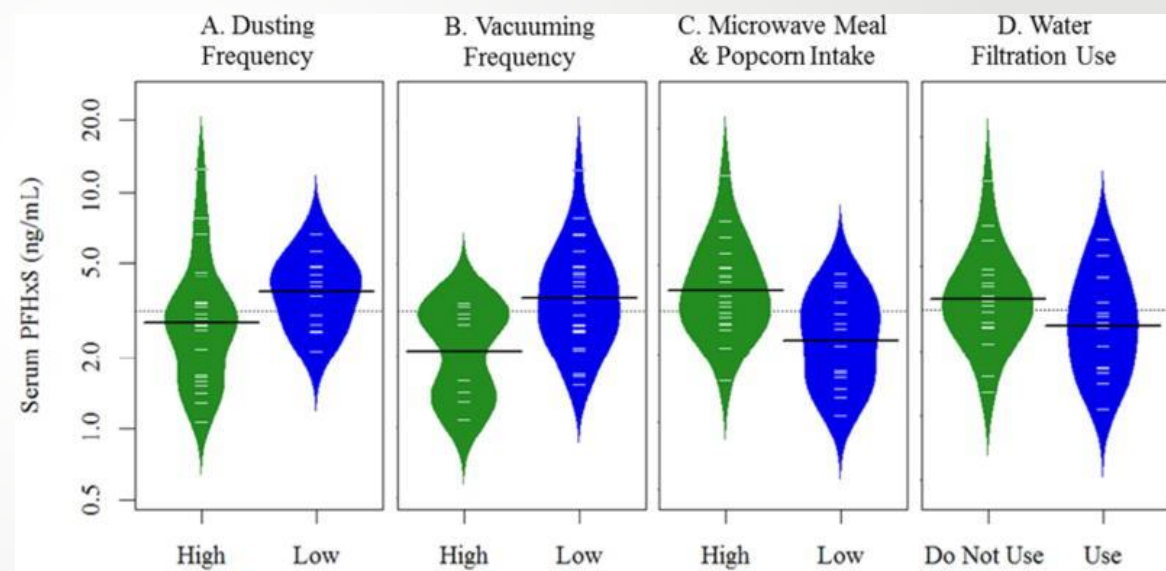 A. Dusting
Frequency
B. Vacuuming
Frequency
C. Microwave Meal
& Popcorn Intake
D. Water
Filtration Use
Serum PFHxS (ng/mL)
20.0
10.0
5.0
2.0
1.0
0.5
High Low
High Low
High Low
Do Not Use Use